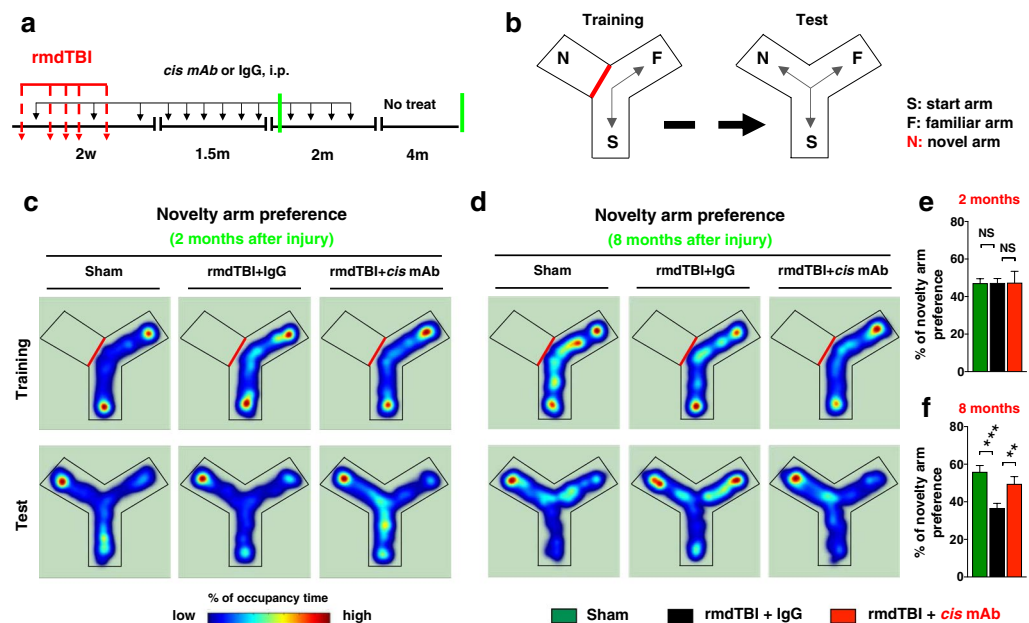 a
rmdTBI
cis mAb or IgG, i.p.
No treat
2w
1.5m
2m
4m
b
Training
Test
N
F
S
N
F
S
S: start arm
F: familiar arm
N: novel arm
c
Novelty arm preference
(2 months after injury)
Sham
rmdTBI+IgG
rmdTBI+cis mAb
Training
Test
% of occupancy time
low
high
d
Novelty arm preference
(8 months after injury)
Sham
rmdTBI+IgG
rmdTBI+cis mAb
e
2 months
% of novelty arm
preference
80
60
40
20
0
NS
NS
f
8 months
% of novelty arm
preference
80
60
40
20
0
***
**
Sham
rmdTBI + IgG
rmdTBI + cis mAb